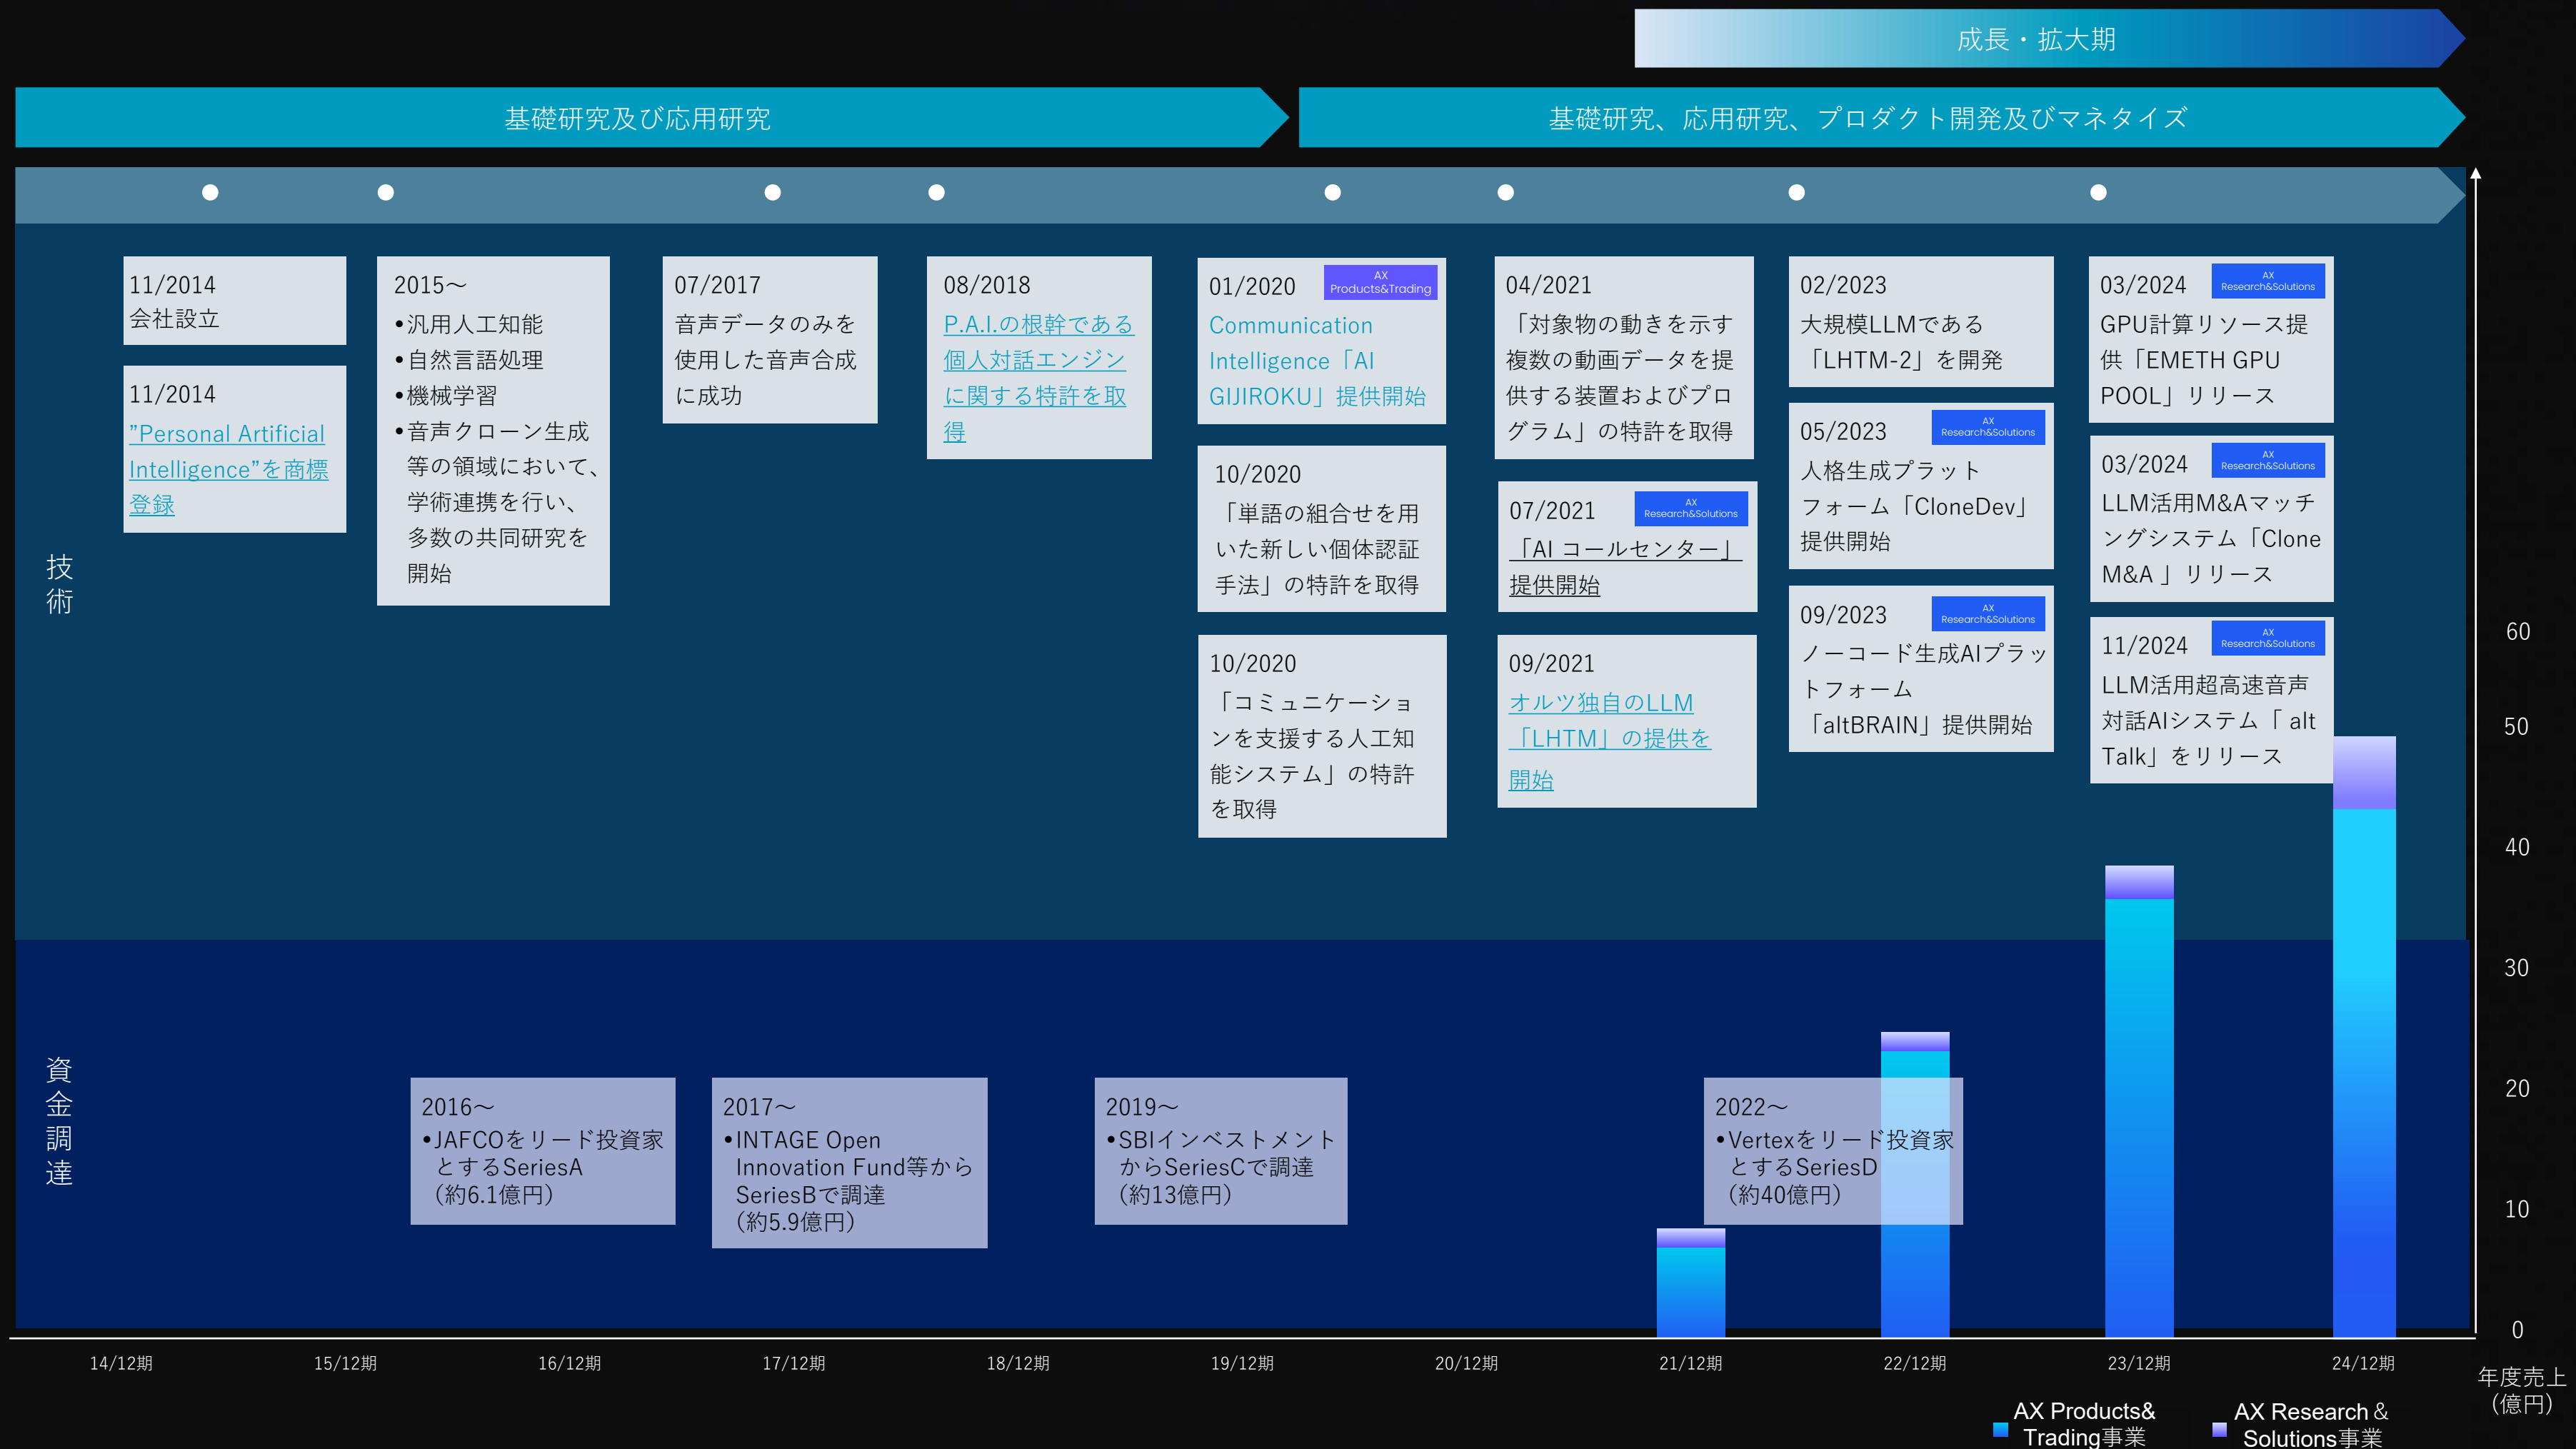 成長・拡大期
基礎研究及び応用研究
基礎研究、応用研究、プロダクト開発及びマネタイズ
技術
11/2014
会社設立
11/2014
”Personal Artificial
Intelligence”を商標
登録
2015～
•汎用人工知能
•自然言語処理
•機械学習
•音声クローン生成
等の領域において、
学術連携を行い、
多数の共同研究を
開始
07/2017
音声データのみを
使用した音声合成
に成功
08/2018
P.A.I.の根幹である
個人対話エンジン
に関する特許を取
得
01/2020
AX
Products&Trading
Communication
Intelligence「AI
GIJIROKU」提供開始
10/2020
「単語の組合せを用
いた新しい個体認証
手法」の特許を取得
10/2020
「コミュニケーショ
ンを支援する人工知
能システム」の特許
を取得
04/2021
「対象物の動きを示す
複数の動画データを提
供する装置およびプロ
グラム」の特許を取得
07/2021
AX
Research&Solutions
「AI コールセンター」
提供開始
09/2021
オルツ独自のLLM
「LHTM」の提供を
開始
02/2023
大規模LLMである
「LHTM-2」を開発
05/2023
AX
Research&Solutions
人格生成プラット
フォーム「CloneDev」
提供開始
09/2023
AX
Research&Solutions
ノーコード生成AIプラッ
トフォーム
「altBRAIN」提供開始
03/2024
AX
Research&Solutions
GPU計算リソース提
供「EMETH GPU
POOL」リリース
03/2024
AX
Research&Solutions
LLM活用M&Aマッチ
ングシステム「Clone
M&A 」リリース
11/2024
AX
Research&Solutions
LLM活用超高速音声
対話AIシステム「 alt
Talk」をリリース
資金調達
2016～
•JAFCOをリード投資家
とするSeriesA
（約6.1億円）
2017～
•INTAGE Open
Innovation Fund等から
SeriesBで調達
（約5.9億円）
2019～
•SBIインベストメント
からSeriesCで調達
（約13億円）
2022～
•Vertexをリード投資家
とするSeriesD
（約40億円）
60
50
40
30
20
10
0
14/12期
15/12期
16/12期
17/12期
18/12期
19/12期
20/12期
21/12期
22/12期
23/12期
24/12期
年度売上
（億円）
AX Products&
Trading事業
AX Research＆
Solutions事業